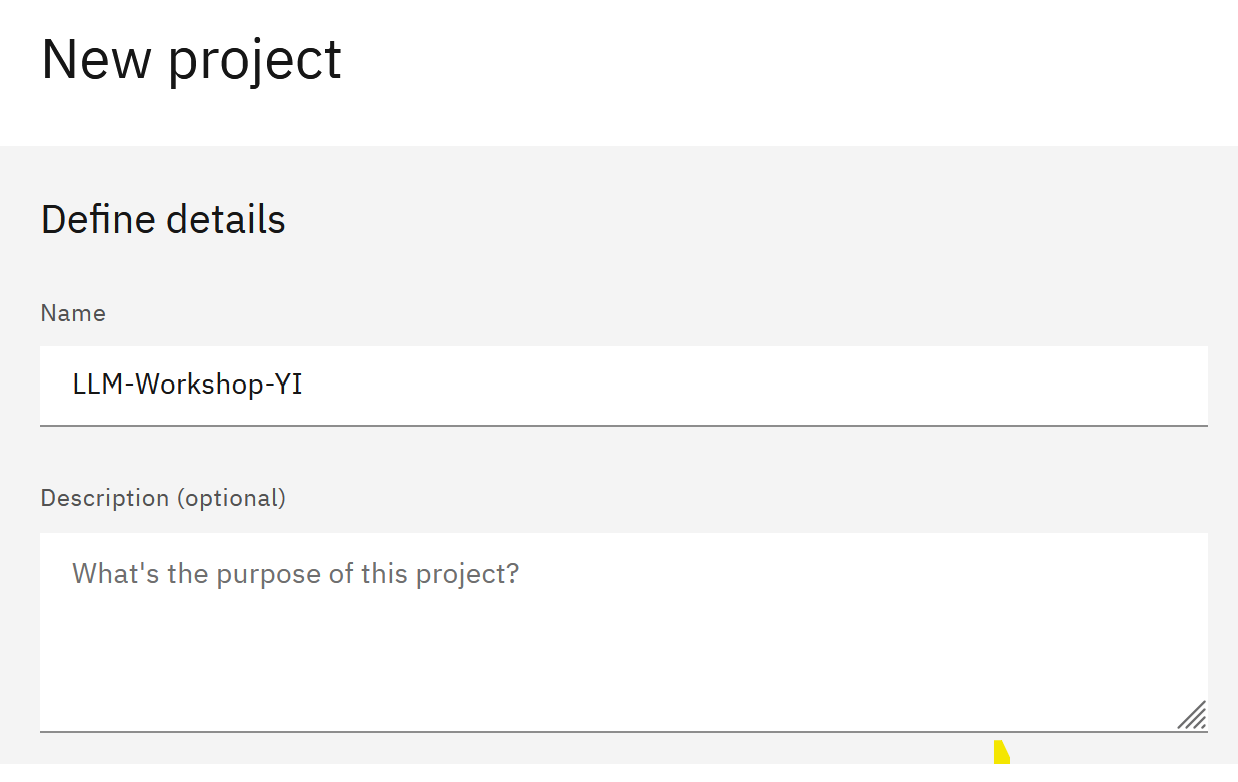 New project
Define details
Name
LLM-Workshop-YI
Description (optional)
What's the purpose of this project?